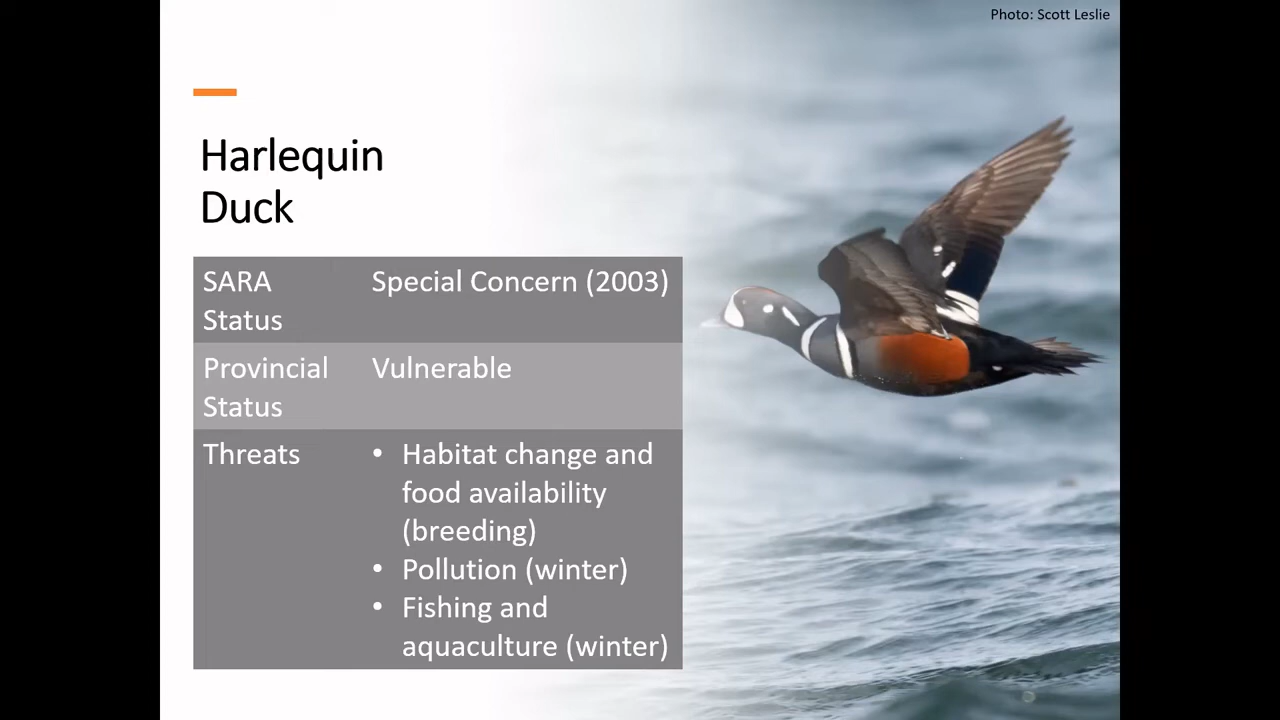 Photo: Scott Leslie
Harlequin
Duck
SARA
Status
Special Concern (2003)
Provincial
Status
Vulnerable
Threats
• Habitat change and
food availability
(breeding)
• Pollution (winter)
• Fishing and
aquaculture (winter)